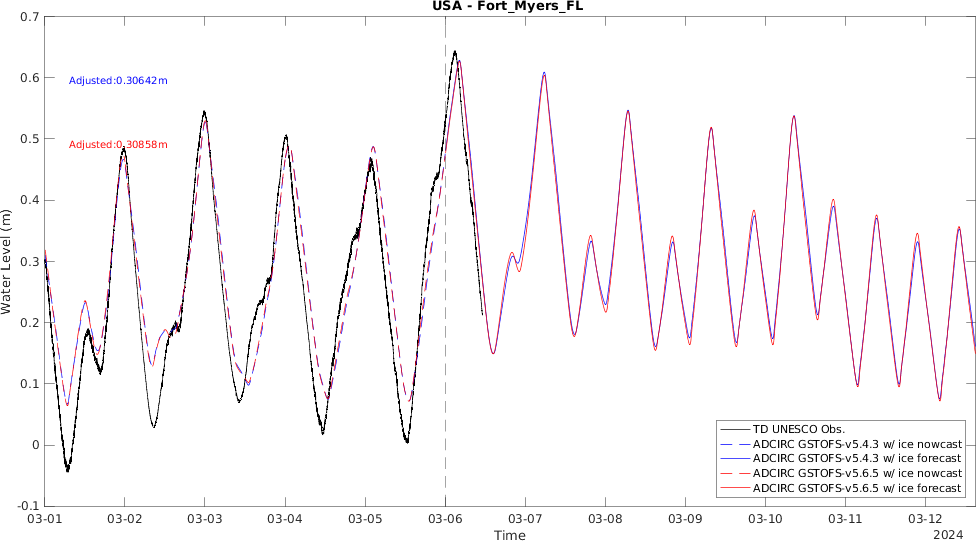 USA - Fort_Myers_FL
0.7
0.6
0.5
0.4
0.3
0.2
0.1
0
-0.1
Water Level (m)
Adjusted:0.30642m
Adjusted:0.30858m
TD UNESCO Obs.
ADCIRC GSTOFS-v5.4.3 w/ ice nowcast
ADCIRC GSTOFS-v5.4.3 w/ ice forecast
ADCIRC GSTOFS-v5.6.5 w/ ice nowcast
ADCIRC GSTOFS-v5.6.5 w/ ice forecast
03-01 03-02 03-03 03-04 03-05 03-06 03-07 03-08 03-09 03-10 03-11 03-12
Time
2024